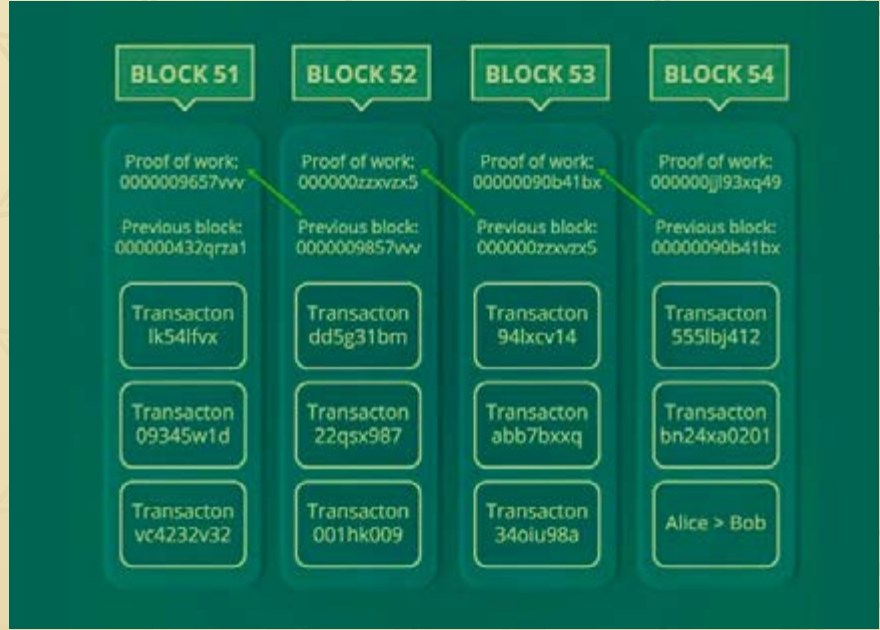 BLOCK 51
Proof of work:
0000009657vvv
Previous block:
000000432qrza1
Transacton
lk54lfvx
Transacton
09345w1d
Transacton
vc4232v32
BLOCK 52
Proof of work:
000000zzxvzx5
Previous block:
0000009857vvv
Transacton
dd5g31bm
Transacton
22qsx987
Transacton
001hk009
BLOCK 53
Proof of work:
00000090b41bx
Previous block:
000000zzxvzx5
Transacton
94lxcv14
Transacton
abb7bxxq
Transacton
34oiu98a
BLOCK 54
Proof of work:
000000jjl93xq49
Previous block:
00000090b41bx
Transacton
555lbj412
Transacton
bn24xa0201
Alice > Bob